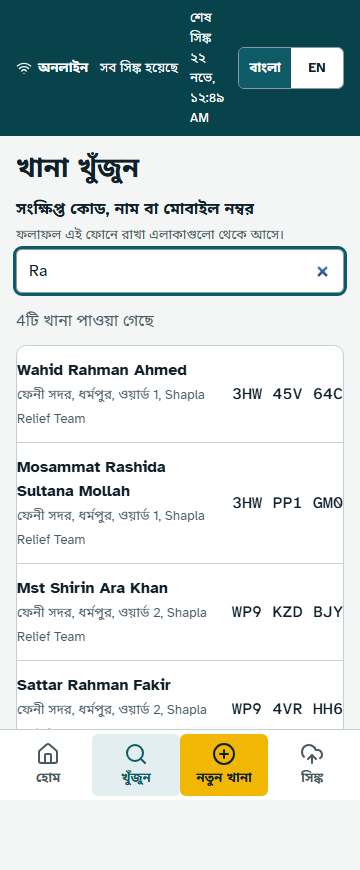 অনলাইন
সব সিঙ্ক হয়েছে
শেষ
সিঙ্ক
২২
নভে,
১২:৪৯
AM
বাংলা
EN
খানা খুঁজুন
সংক্ষিপ্ত কোড, নাম বা মোবাইল নম্বর
ফলাফল এই ফোনে রাখা এলাকাগুলো থেকে আসে।
Ra
4টি খানা পাওয়া গেছে
Wahid Rahman Ahmed
ফেনী সদর, ধর্মপুর, ওয়ার্ড 1, Shapla
Relief Team
3HW 45V 64C
Mosammat Rashida
Sultana Mollah
ফেনী সদর, ধর্মপুর, ওয়ার্ড 1, Shapla
Relief Team
3HW PP1 GM0
Mst Shirin Ara Khan
ফেনী সদর, ধর্মপুর, ওয়ার্ড 2, Shapla
Relief Team
WP9 KZD BJY
Sattar Rahman Fakir
ফেনী সদর, ধর্মপুর, ওয়ার্ড 2, Shapla
WP9 4VR HH6
হোম
খুঁজুন
নতুন খানা
সিঙ্ক